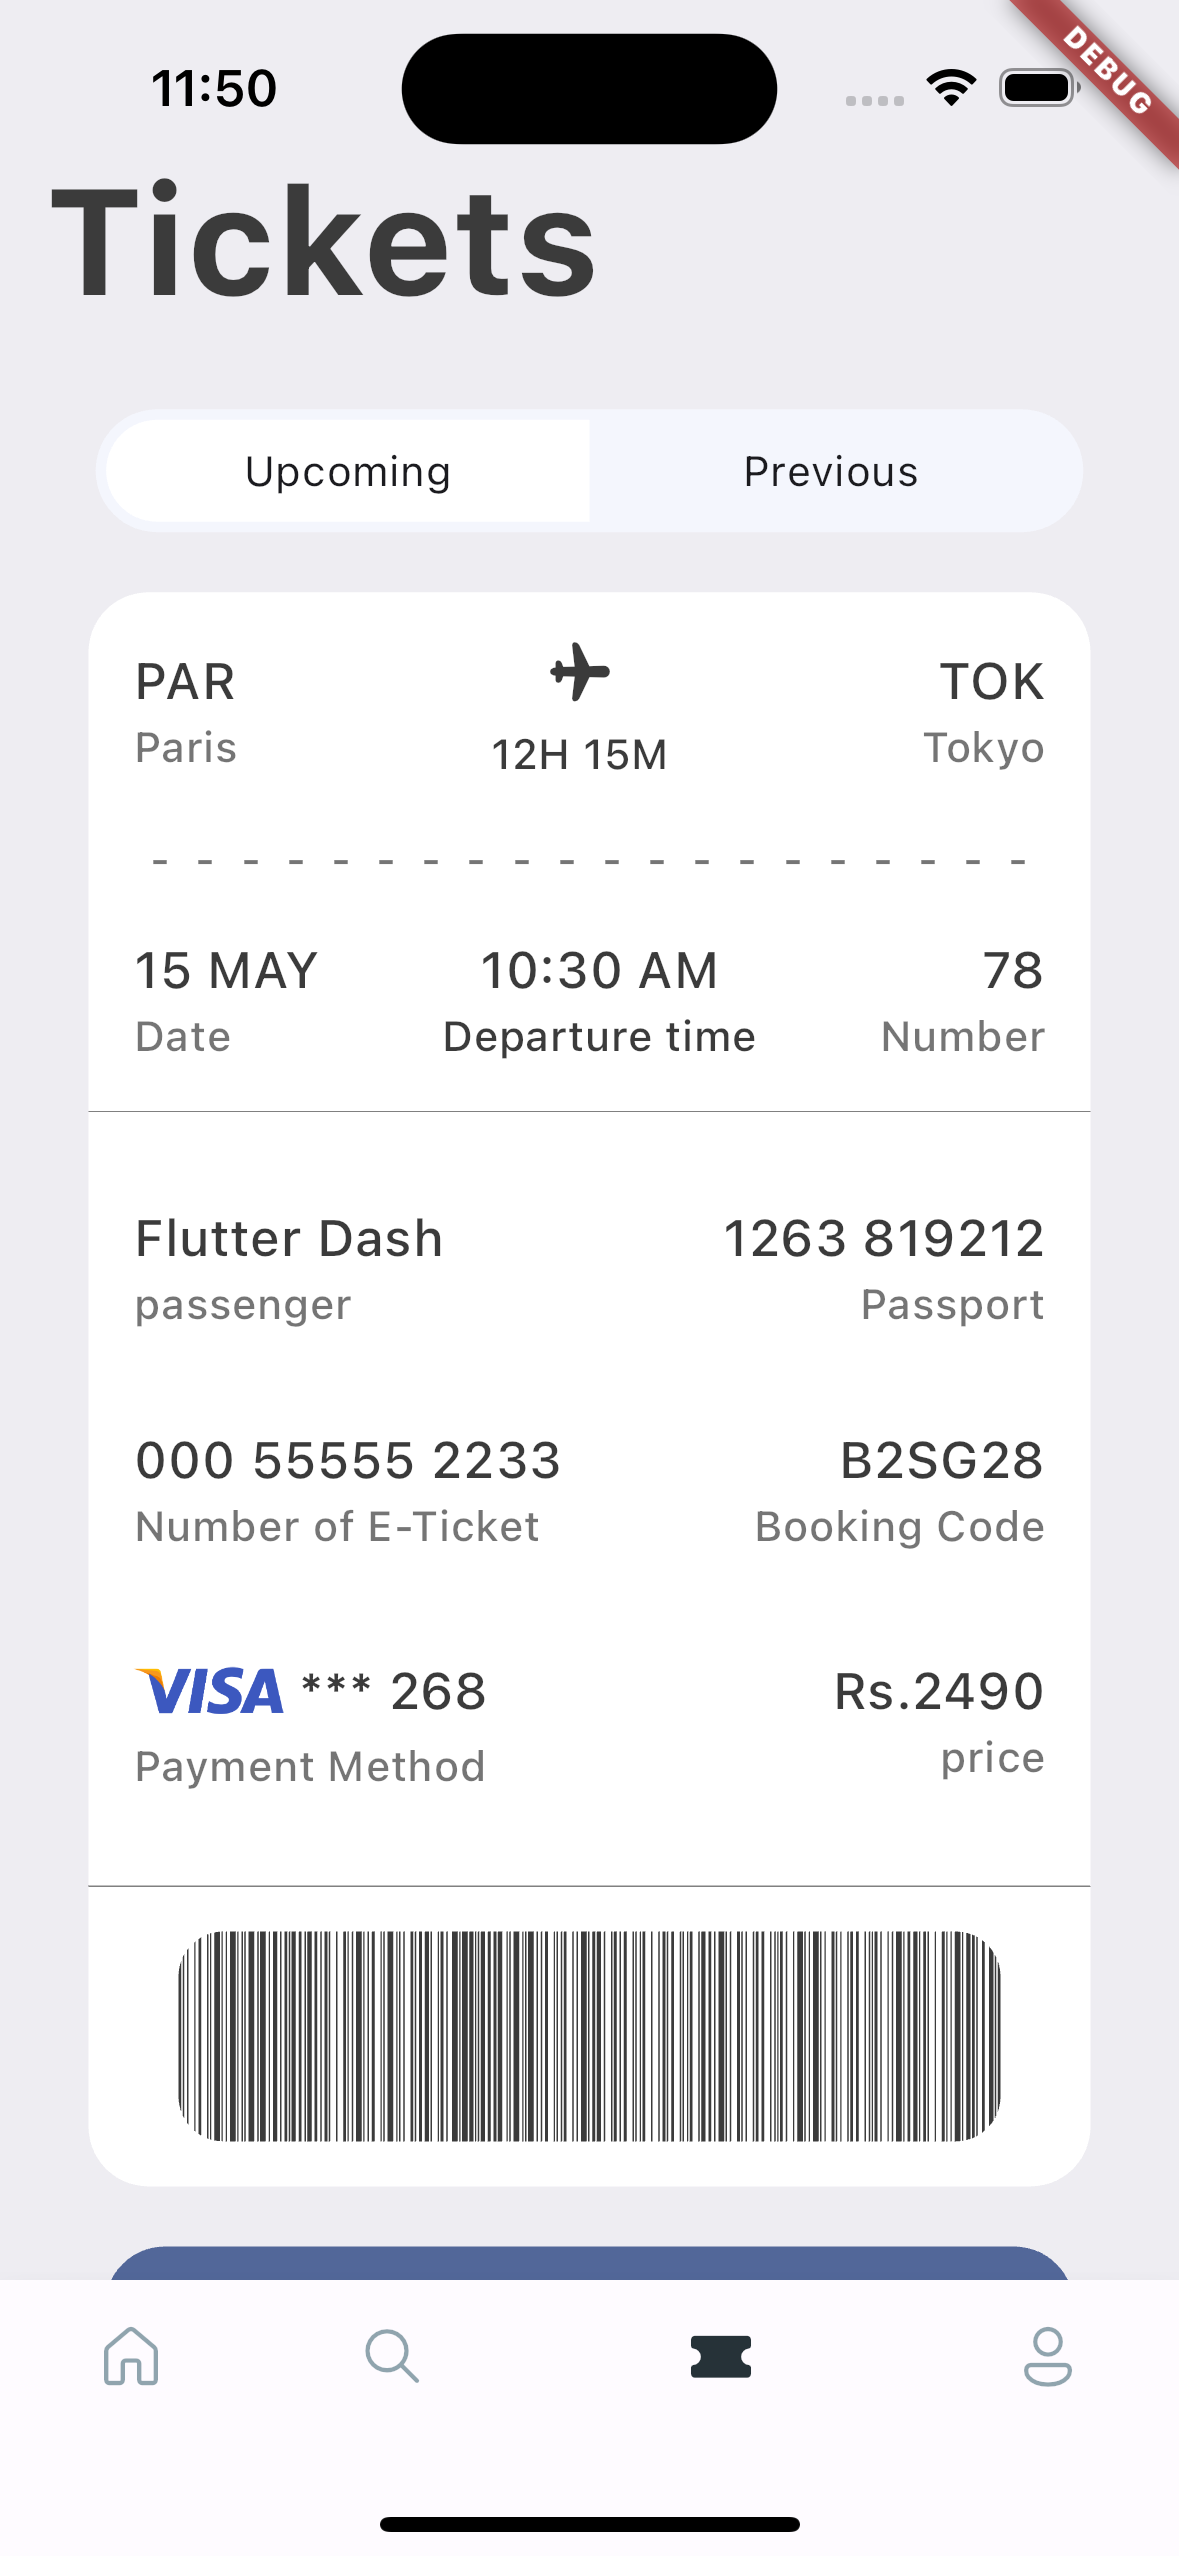 11:50
DEBUG
Tickets
Upcoming Previous
PAR TOK
Paris 12H 15M Tokyo
- - - - - - - - - - - - - - - - - - - -
15 MAY 10:30 AM 78
Date Departure time Number
Flutter Dash 1263 819212
passenger Passport
000 55555 2233 B2SG28
Number of E-Ticket Booking Code
VISA *** 268 Rs.2490
Payment Method price